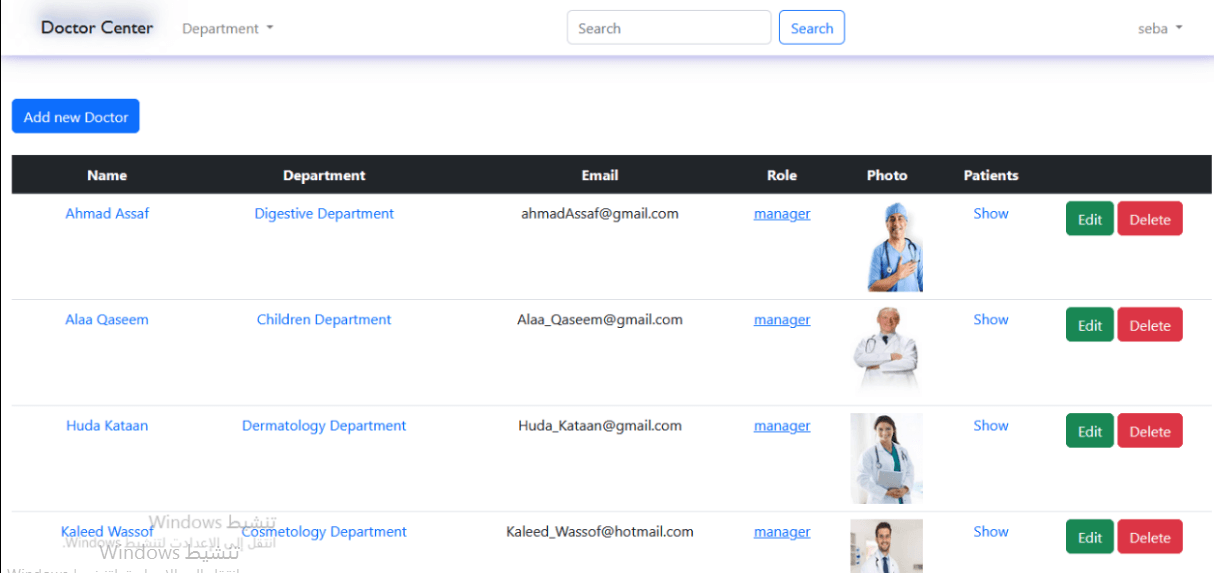 Doctor Center Department Search Search seba
Add new Doctor
Name Department Email Role Photo Patients
Ahmad Assaf Digestive Department ahmadAssaf@gmail.com manager Show Edit Delete
Alaa Qaseem Children Department Alaa_Qaseem@gmail.com manager Show Edit Delete
Huda Kataan Dermatology Department Huda_Kataan@gmail.com manager Show Edit Delete
Kaleed Wassof Cosmetology Department Kaleed_Wassof@hotmail.com manager Show Edit Delete
تنشيط Windows
انتقل إلى الإعدادات لتنشيط Windows.
تنشيط Windows